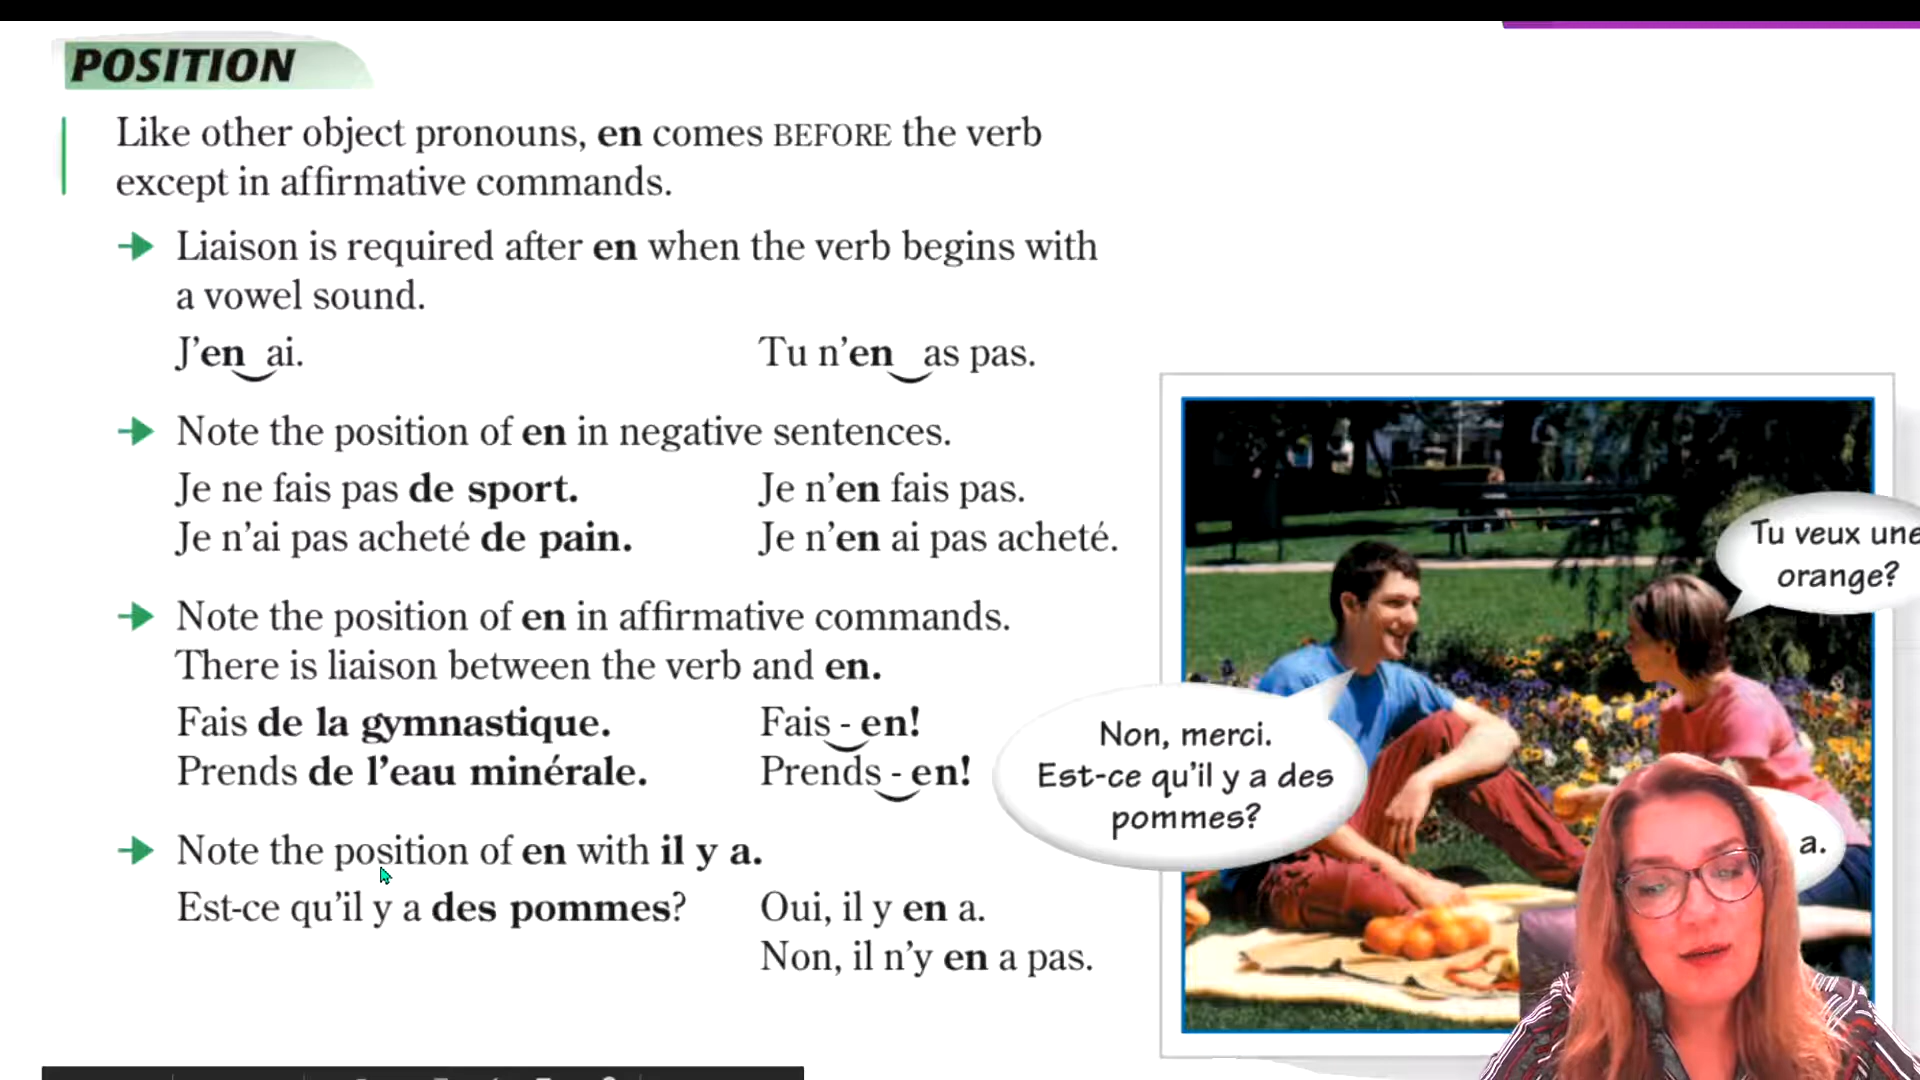 POSITION
Like other object pronouns, en comes BEFORE the verb
except in affirmative commands.
Liaison is required after en when the verb begins with
a vowel sound.
J'en ai. Tu n'en as pas.
Note the position of en in negative sentences.
Je ne fais pas de sport. Je n'en fais pas.
Je n'ai pas acheté de pain. Je n'en ai pas acheté.
Note the position of en in affirmative commands.
There is liaison between the verb and en.
Fais de la gymnastique. Fais-en!
Prends de l'eau minérale. Prends-en!
Note the position of en with il y a.
Est-ce qu'il y a des pommes? Oui, il y en a.
Non, il n'y en a pas.
Tu veux une
orange?
Non, merci.
Est-ce qu'il y a des
pommes?
a.